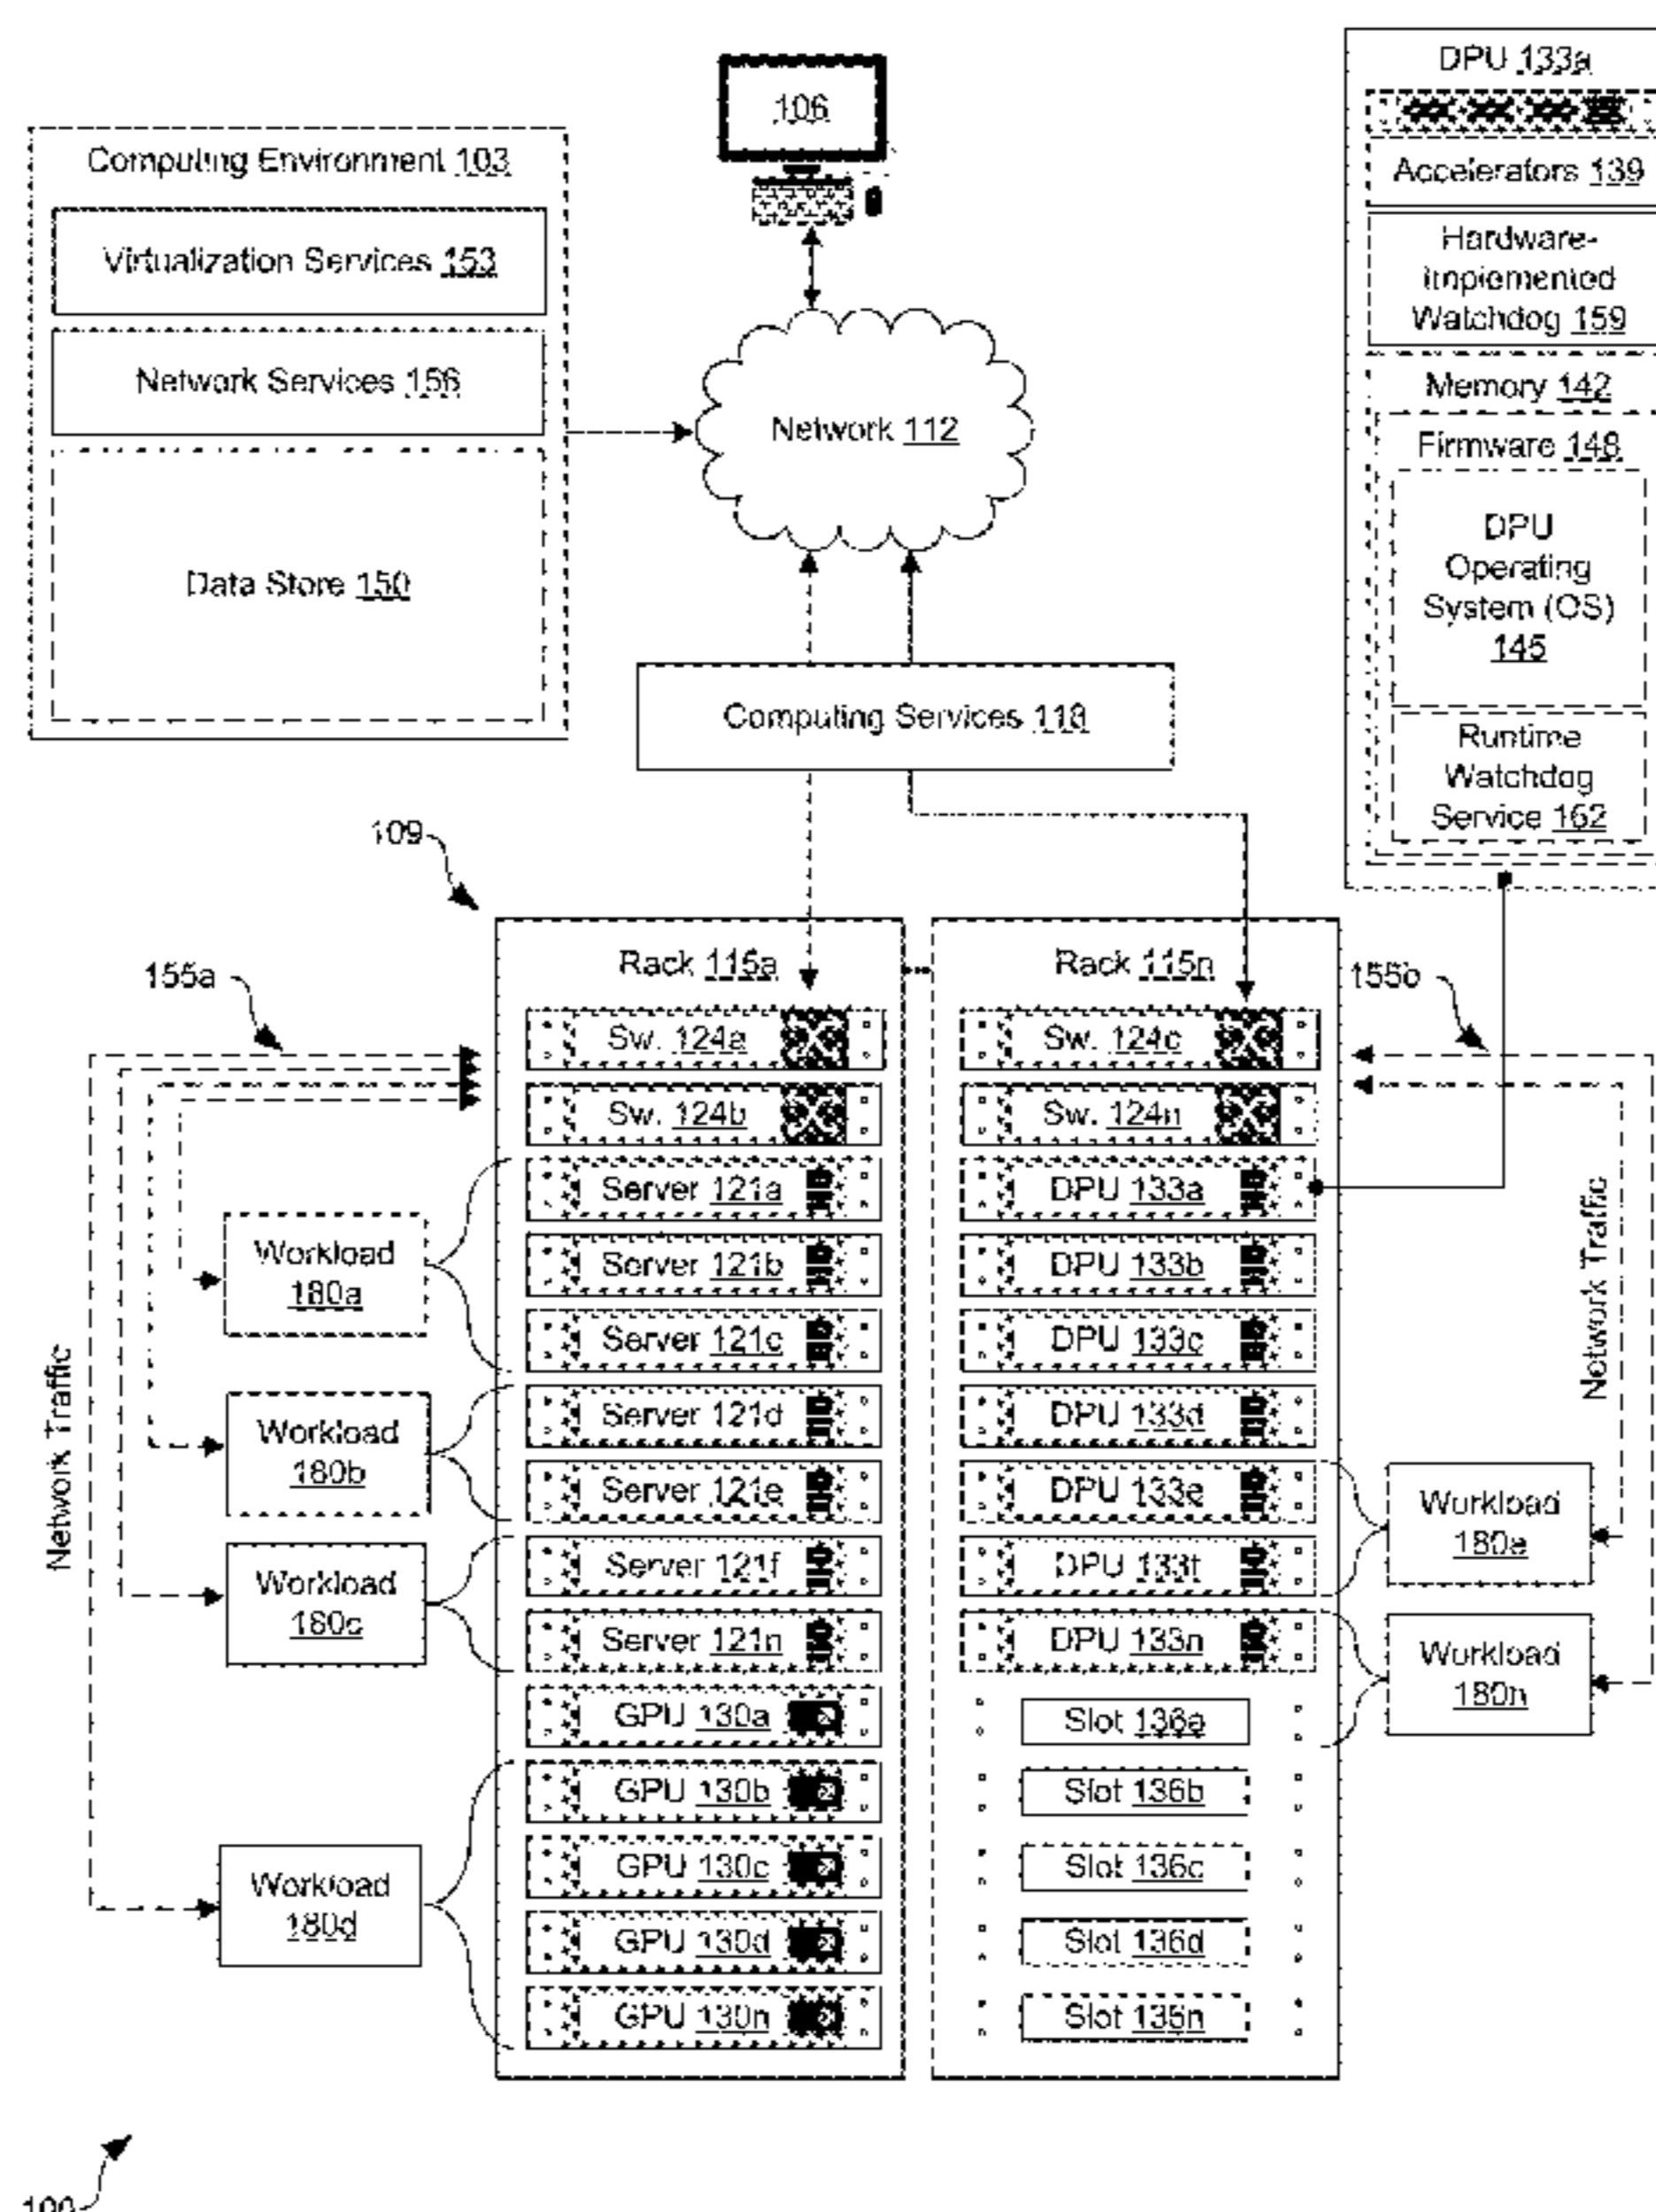 106
Computing Environment 103
Virtualization Services 153
Network Services 156
Data Store 150
Network 112
Computing Services 118
DPU 133a
Accelerators 139
Hardware-
Implemented
Watchdog 159
Memory 142
Firmware 148
DPU
Operating
System (OS)
145
Runtime
Watchdog
Service 162
109
155a
Network Traffic
Workload
180a
Workload
180b
Workload
180c
Workload
180d
Rack 115a
Sw. 124a
Sw. 124b
Server 121a
Server 121b
Server 121c
Server 121d
Server 121e
Server 121f
Server 121n
GPU 130a
GPU 130b
GPU 130c
GPU 130d
GPU 130n
Rack 115n
Sw. 124c
Sw. 124n
DPU 133a
DPU 133b
DPU 133c
DPU 133d
DPU 133e
DPU 133f
DPU 133n
Slot 136a
Slot 136b
Slot 136c
Slot 136d
Slot 136n
155b
Network Traffic
Workload
180e
Workload
180n
100